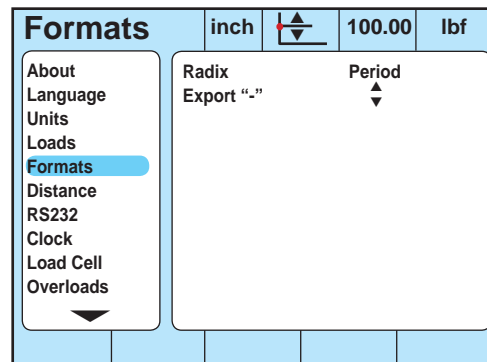 Formats inch 100.00 lbf
About
Language
Units
Loads
Formats
Distance
RS232
Clock
Load Cell
Overloads
Radix Period
Export “-”